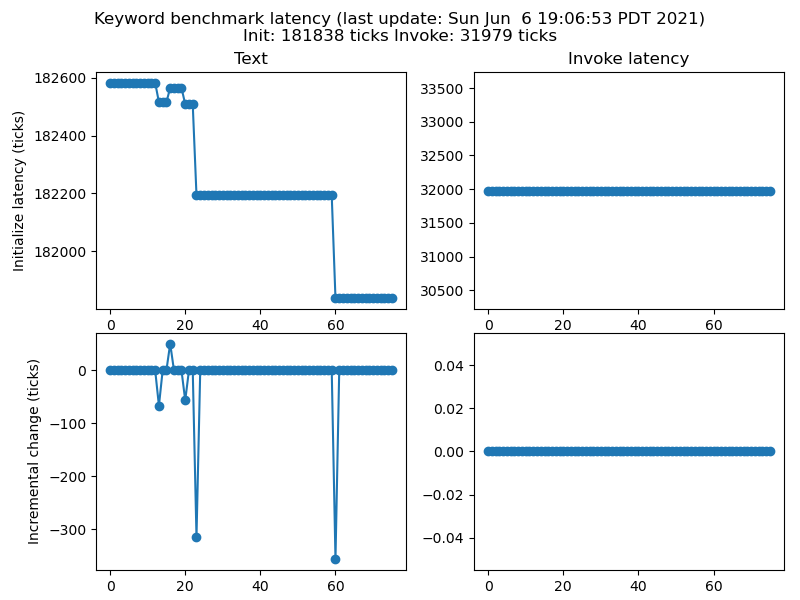 Keyword benchmark latency (last update: Sun Jun  6 19:06:53 PDT 2021)
Init: 181838 ticks Invoke: 31979 ticks
Text
Invoke latency
Initialize latency (ticks)
182600
182400
182200
182000
0 20 40 60
33500
33000
32500
32000
31500
31000
30500
0 20 40 60
Incremental change (ticks)
0
−100
−200
−300
0 20 40 60
0.04
0.02
0.00
−0.02
−0.04
0 20 40 60